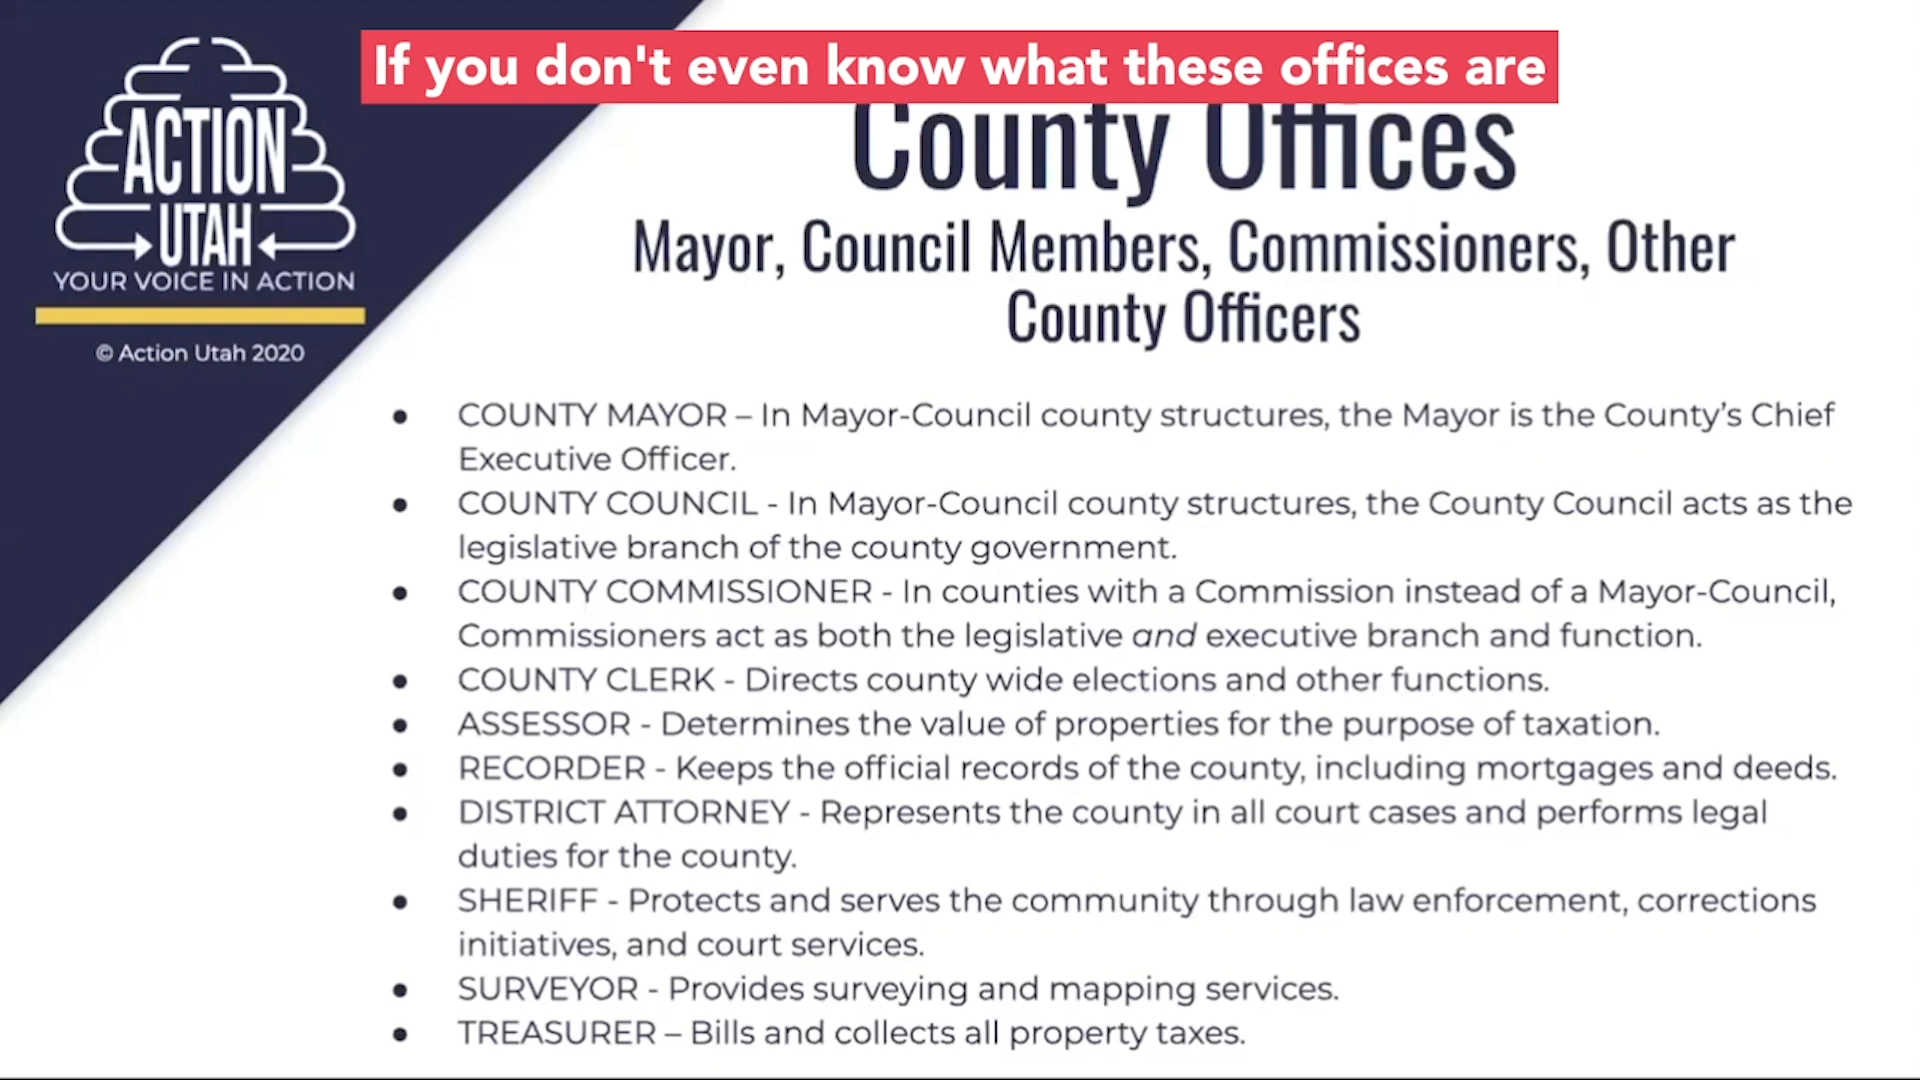 If you don't even know what these offices are
ACTION
UTAH
YOUR VOICE IN ACTION
© Action Utah 2020
County Offices
Mayor, Council Members, Commissioners, Other
County Officers
• COUNTY MAYOR – In Mayor-Council county structures, the Mayor is the County’s Chief
Executive Officer.
• COUNTY COUNCIL - In Mayor-Council county structures, the County Council acts as the
legislative branch of the county government.
• COUNTY COMMISSIONER - In counties with a Commission instead of a Mayor-Council,
Commissioners act as both the legislative and executive branch and function.
• COUNTY CLERK - Directs county wide elections and other functions.
• ASSESSOR - Determines the value of properties for the purpose of taxation.
• RECORDER - Keeps the official records of the county, including mortgages and deeds.
• DISTRICT ATTORNEY - Represents the county in all court cases and performs legal
duties for the county.
• SHERIFF - Protects and serves the community through law enforcement, corrections
initiatives, and court services.
• SURVEYOR - Provides surveying and mapping services.
• TREASURER – Bills and collects all property taxes.